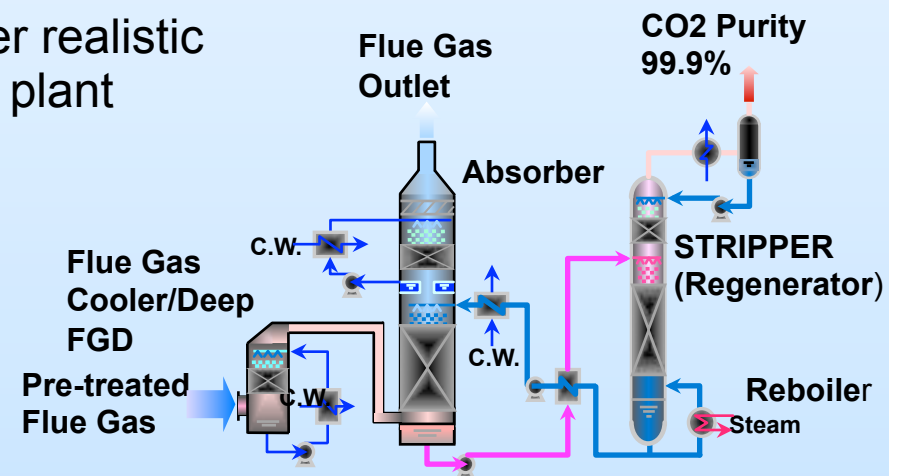 er realistic
plant
Flue Gas
Outlet
CO2 Purity
99.9%
Absorber
C.W.
Flue Gas
Cooler/Deep
FGD
STRIPPER
(Regenerator)
C.W.
Pre-treated
Flue Gas
C.W.
Reboiler
Steam